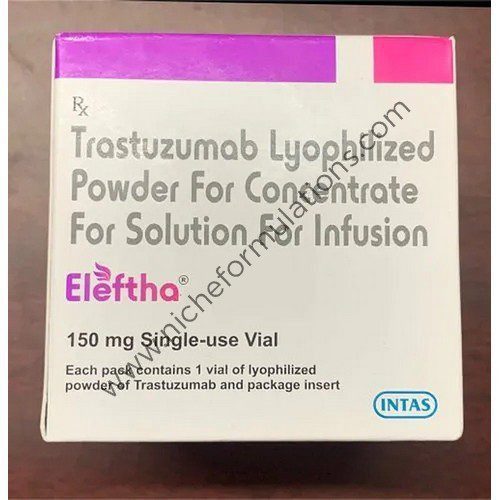 Rx
Trastuzumab Lyophilized
Powder For Concentrate
For Solution For Infusion
Eleftha®
150 mg Single-use Vial
Each pack contains 1 vial of lyophilized
powder of Trastuzumab and package insert
INTAS
www.nicheformulations.com